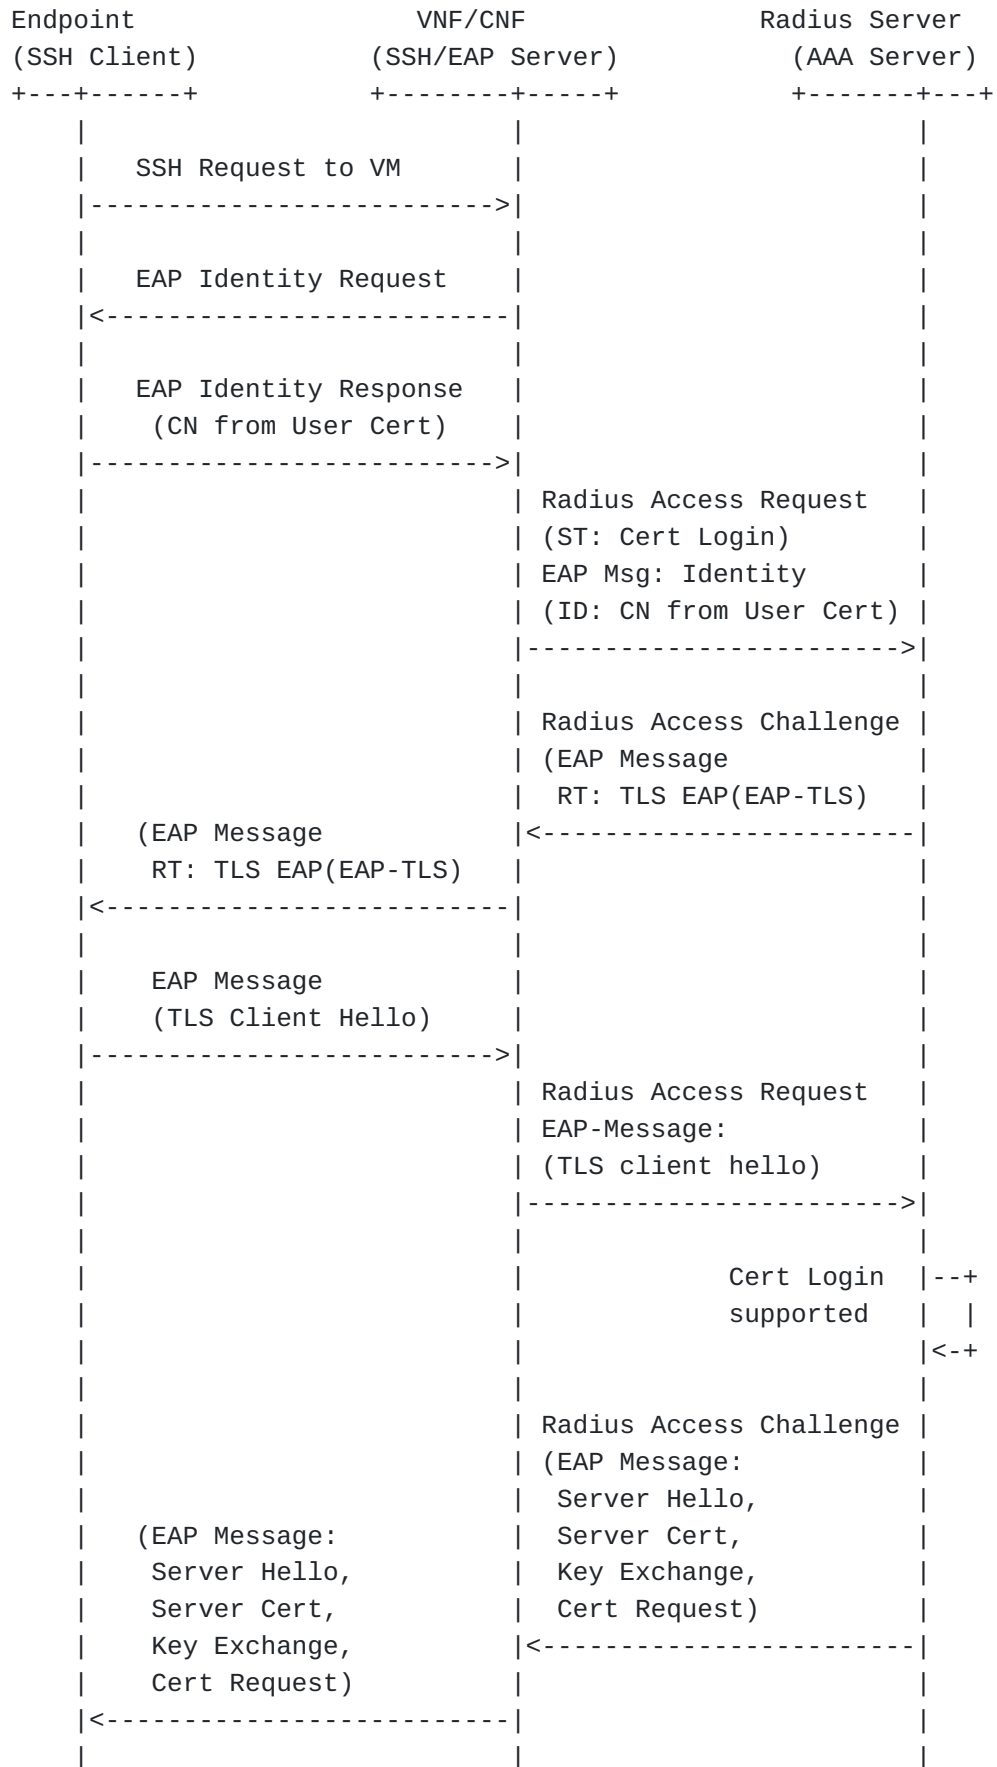 Endpoint                  VNF/CNF               Radius Server
(SSH Client)           (SSH/EAP Server)           (AAA Server)
+---+------+           +--------+-----+           +-------+---+
    |                           |                         |
    |   SSH Request to VM       |                         |
    |-------------------------->|                         |
    |                           |                         |
    |   EAP Identity Request    |                         |
    |<--------------------------|                         |
    |                           |                         |
    |   EAP Identity Response   |                         |
    |    (CN from User Cert)    |                         |
    |-------------------------->|                         |
    |                           | Radius Access Request   |
    |                           | (ST: Cert Login)        |
    |                           | EAP Msg: Identity       |
    |                           | (ID: CN from User Cert) |
    |                           |------------------------>|
    |                           |                         |
    |                           | Radius Access Challenge |
    |                           | (EAP Message            |
    |                           |  RT: TLS EAP(EAP-TLS)   |
    |   (EAP Message            |<------------------------|
    |    RT: TLS EAP(EAP-TLS)   |                         |
    |<--------------------------|                         |
    |                           |                         |
    |    EAP Message            |                         |
    |    (TLS Client Hello)     |                         |
    |-------------------------->|                         |
    |                           | Radius Access Request   |
    |                           | EAP-Message:            |
    |                           | (TLS client hello)      |
    |                           |------------------------>|
    |                           |                         |
    |                           |             Cert Login  |--+
    |                           |             supported   |  |
    |                           |                         |<-+
    |                           |                         |
    |                           | Radius Access Challenge |
    |                           | (EAP Message:           |
    |                           |  Server Hello,          |
    |   (EAP Message:           |  Server Cert,           |
    |    Server Hello,          |  Key Exchange,          |
    |    Server Cert,           |  Cert Request)          |
    |    Key Exchange,          |<------------------------|
    |    Cert Request)          |                         |
    |<--------------------------|                         |
    |                           |                         |